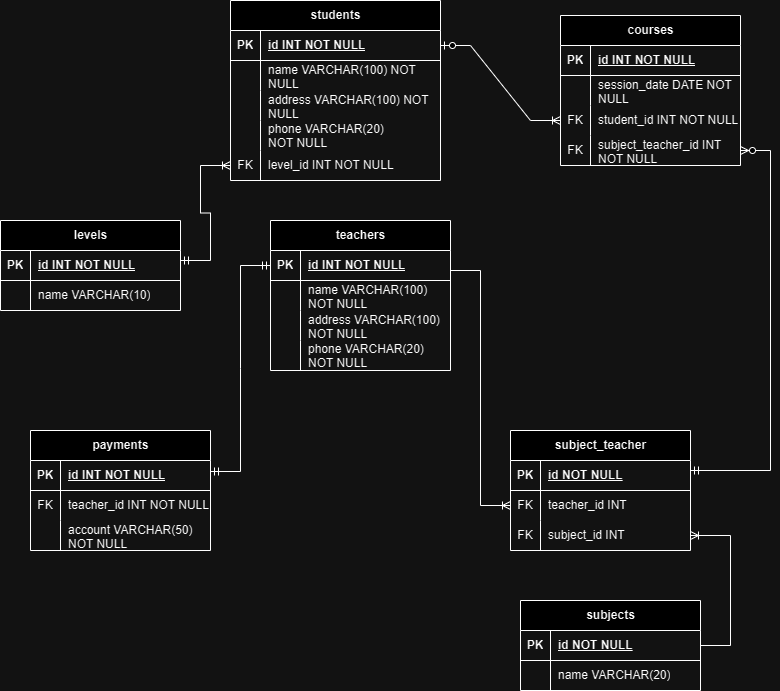 students
PK id INT NOT NULL
name VARCHAR(100) NOT
NULL
address VARCHAR(100) NOT
NULL
phone VARCHAR(20)
NOT NULL
FK level_id INT NOT NULL
courses
PK id INT NOT NULL
session_date DATE NOT
NULL
FK student_id INT NOT NULL
FK subject_teacher_id INT
NOT NULL
levels
PK id INT NOT NULL
name VARCHAR(10)
teachers
PK id INT NOT NULL
name VARCHAR(100)
NOT NULL
address VARCHAR(100)
NOT NULL
phone VARCHAR(20)
NOT NULL
payments
PK id INT NOT NULL
FK teacher_id INT NOT NULL
account VARCHAR(50)
NOT NULL
subject_teacher
PK id NOT NULL
FK teacher_id INT
FK subject_id INT
subjects
PK id NOT NULL
name VARCHAR(20)